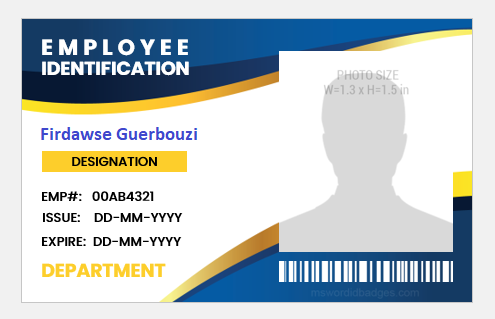 EMPLOYEE
IDENTIFICATION
PHOTO SIZE
W=1.3 x H=1.5 in
Firdawse Guerbouzi
DESIGNATION
EMP#: 00AB4321
ISSUE: DD-MM-YYYY
EXPIRE: DD-MM-YYYY
DEPARTMENT
mswordidbadges.com